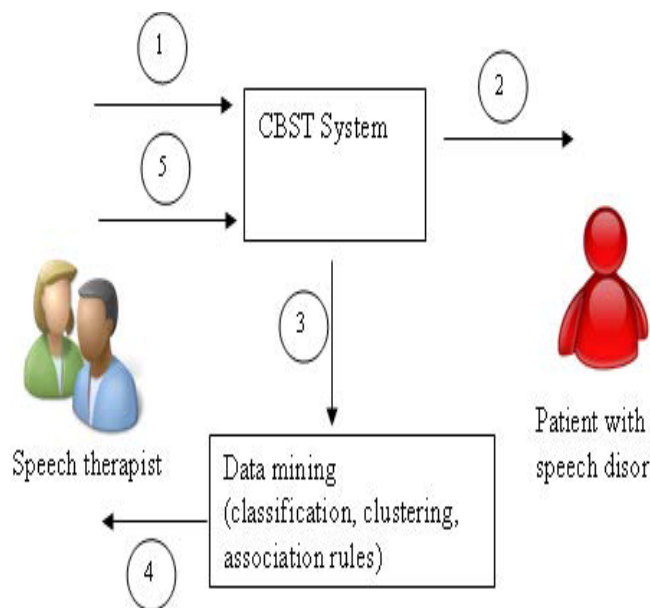 1
2
CBST System
5
3
Speech therapist
Patient with
speech disor
Data mining
(classification, clustering,
association rules)
4